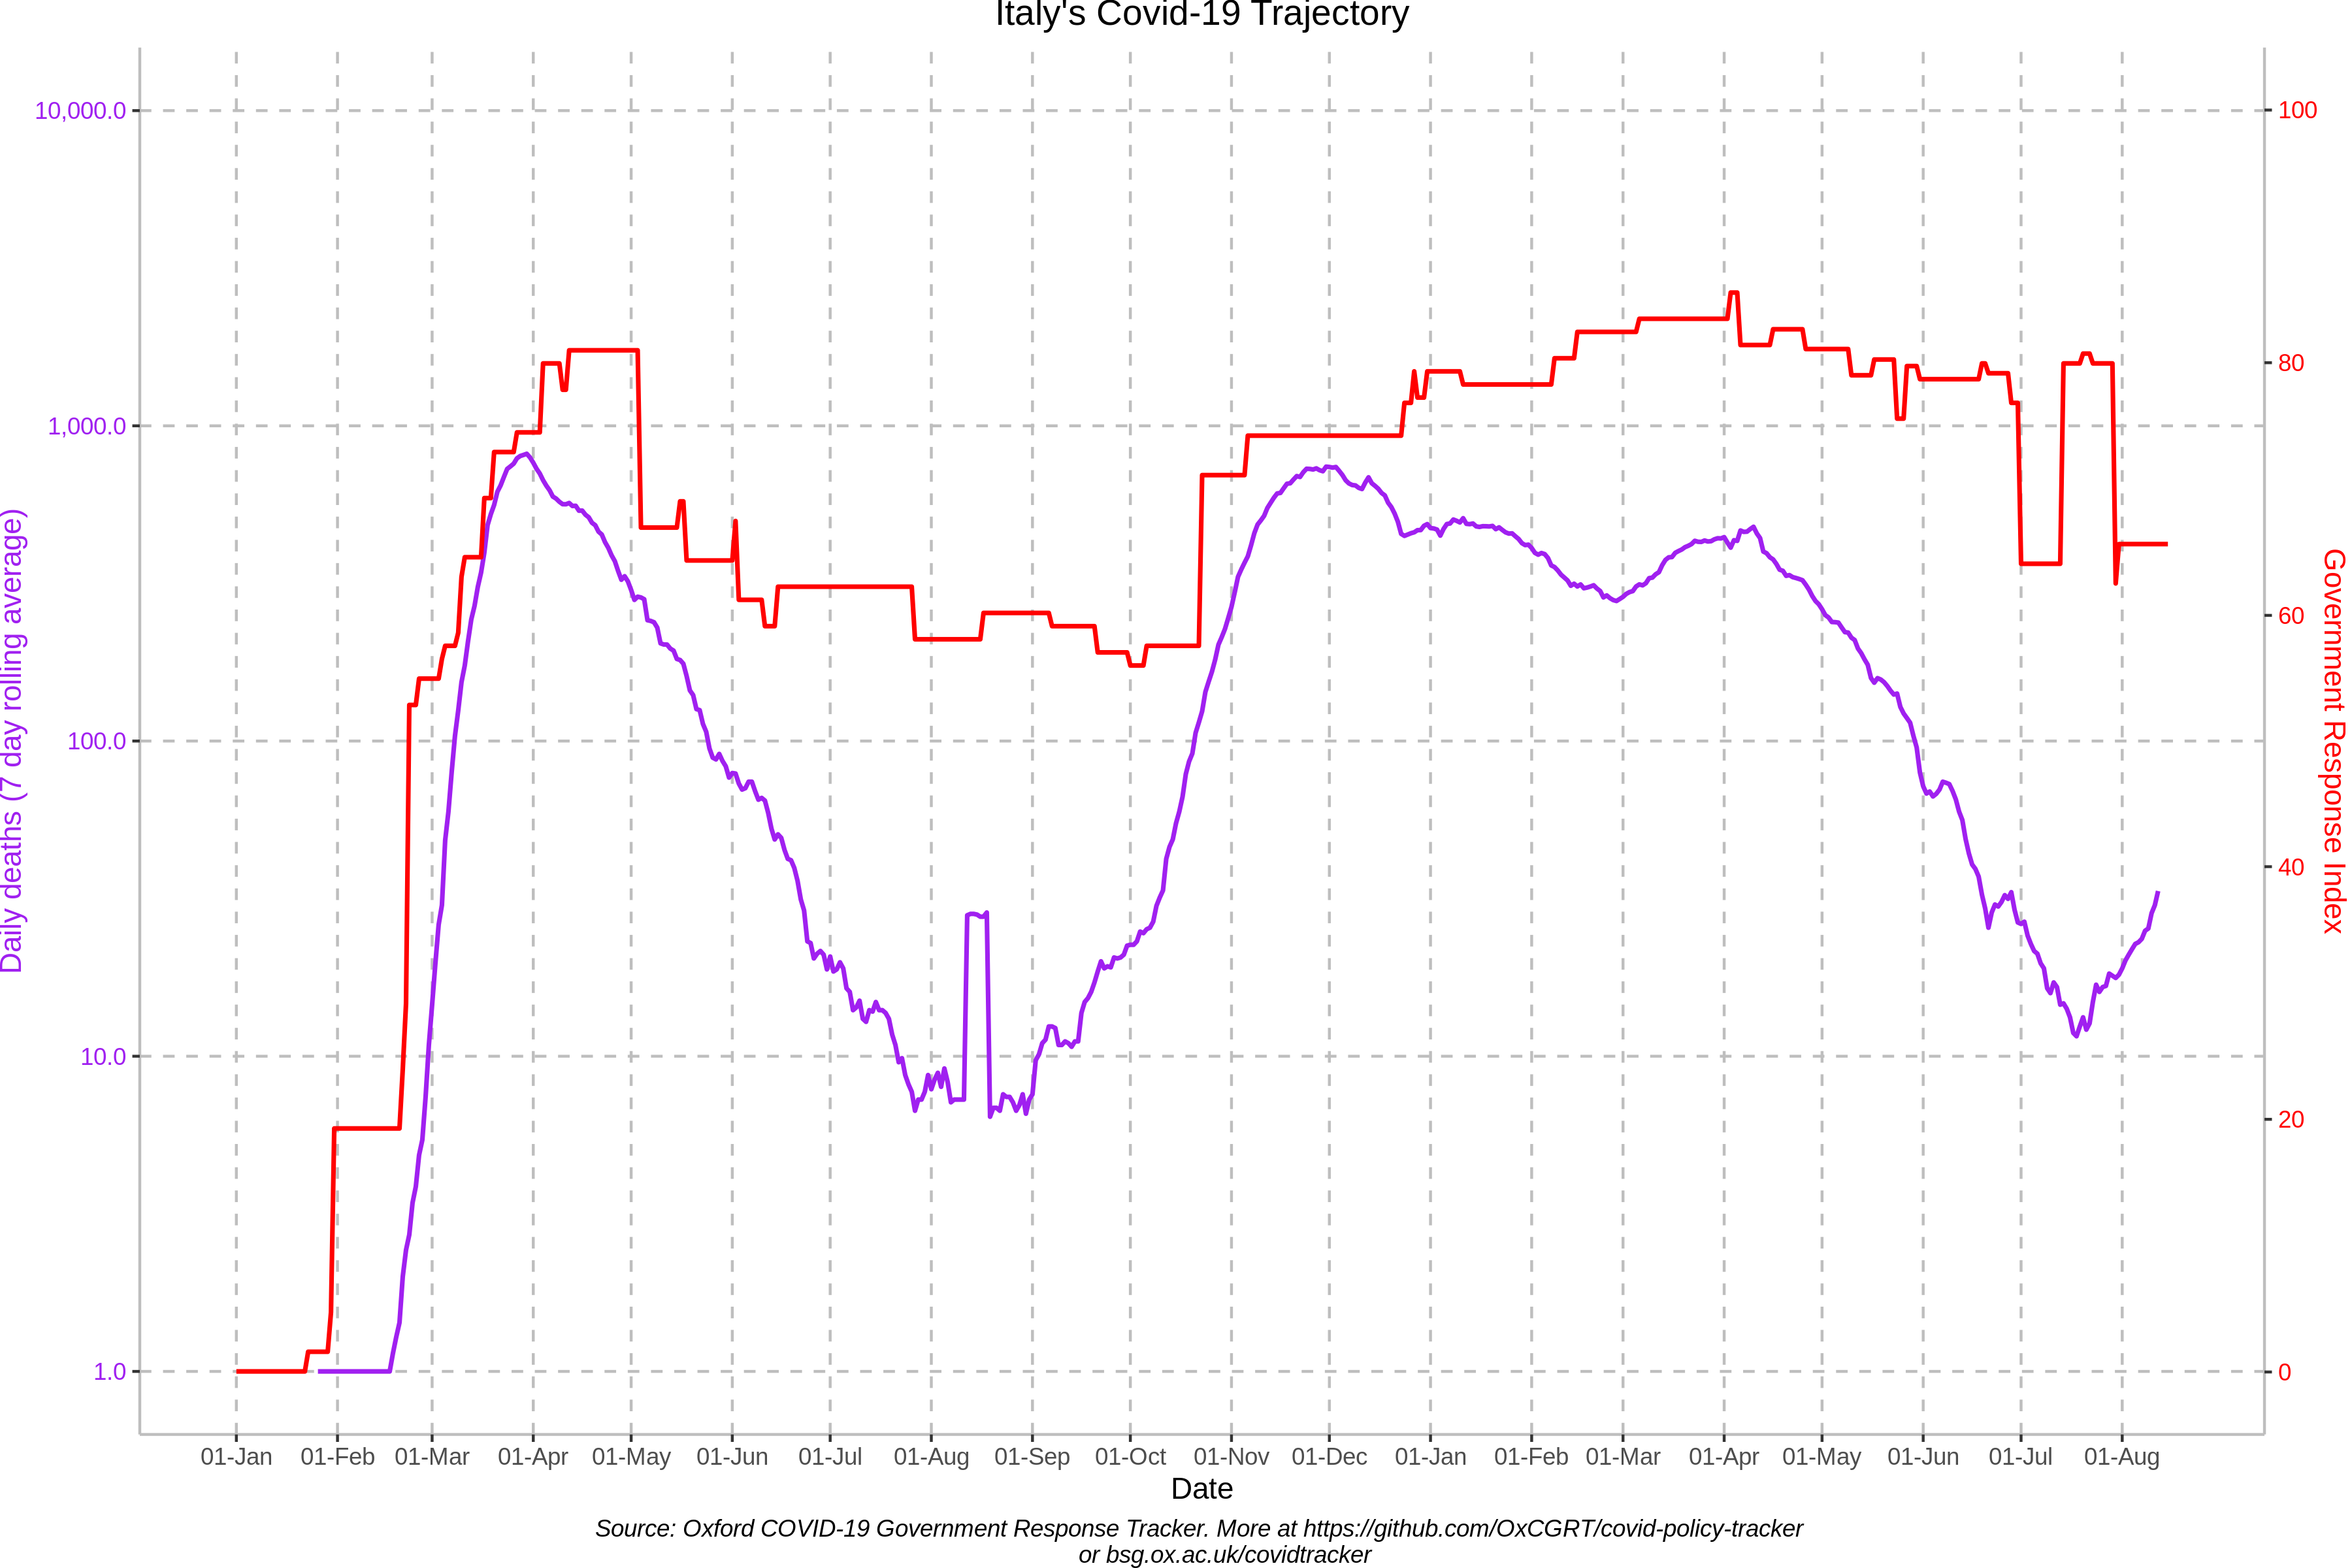 Italy's Covid-19 Trajectory
10,000.0
1,000.0
100.0
10.0
1.0
Daily deaths (7 day rolling average)
100
80
60
40
20
0
Government Response Index
01-Jan 01-Feb 01-Mar 01-Apr 01-May 01-Jun 01-Jul 01-Aug 01-Sep 01-Oct 01-Nov 01-Dec 01-Jan 01-Feb 01-Mar 01-Apr 01-May 01-Jun 01-Jul 01-Aug
Date
Source: Oxford COVID-19 Government Response Tracker. More at https://github.com/OxCGRT/covid-policy-tracker
or bsg.ox.ac.uk/covidtracker